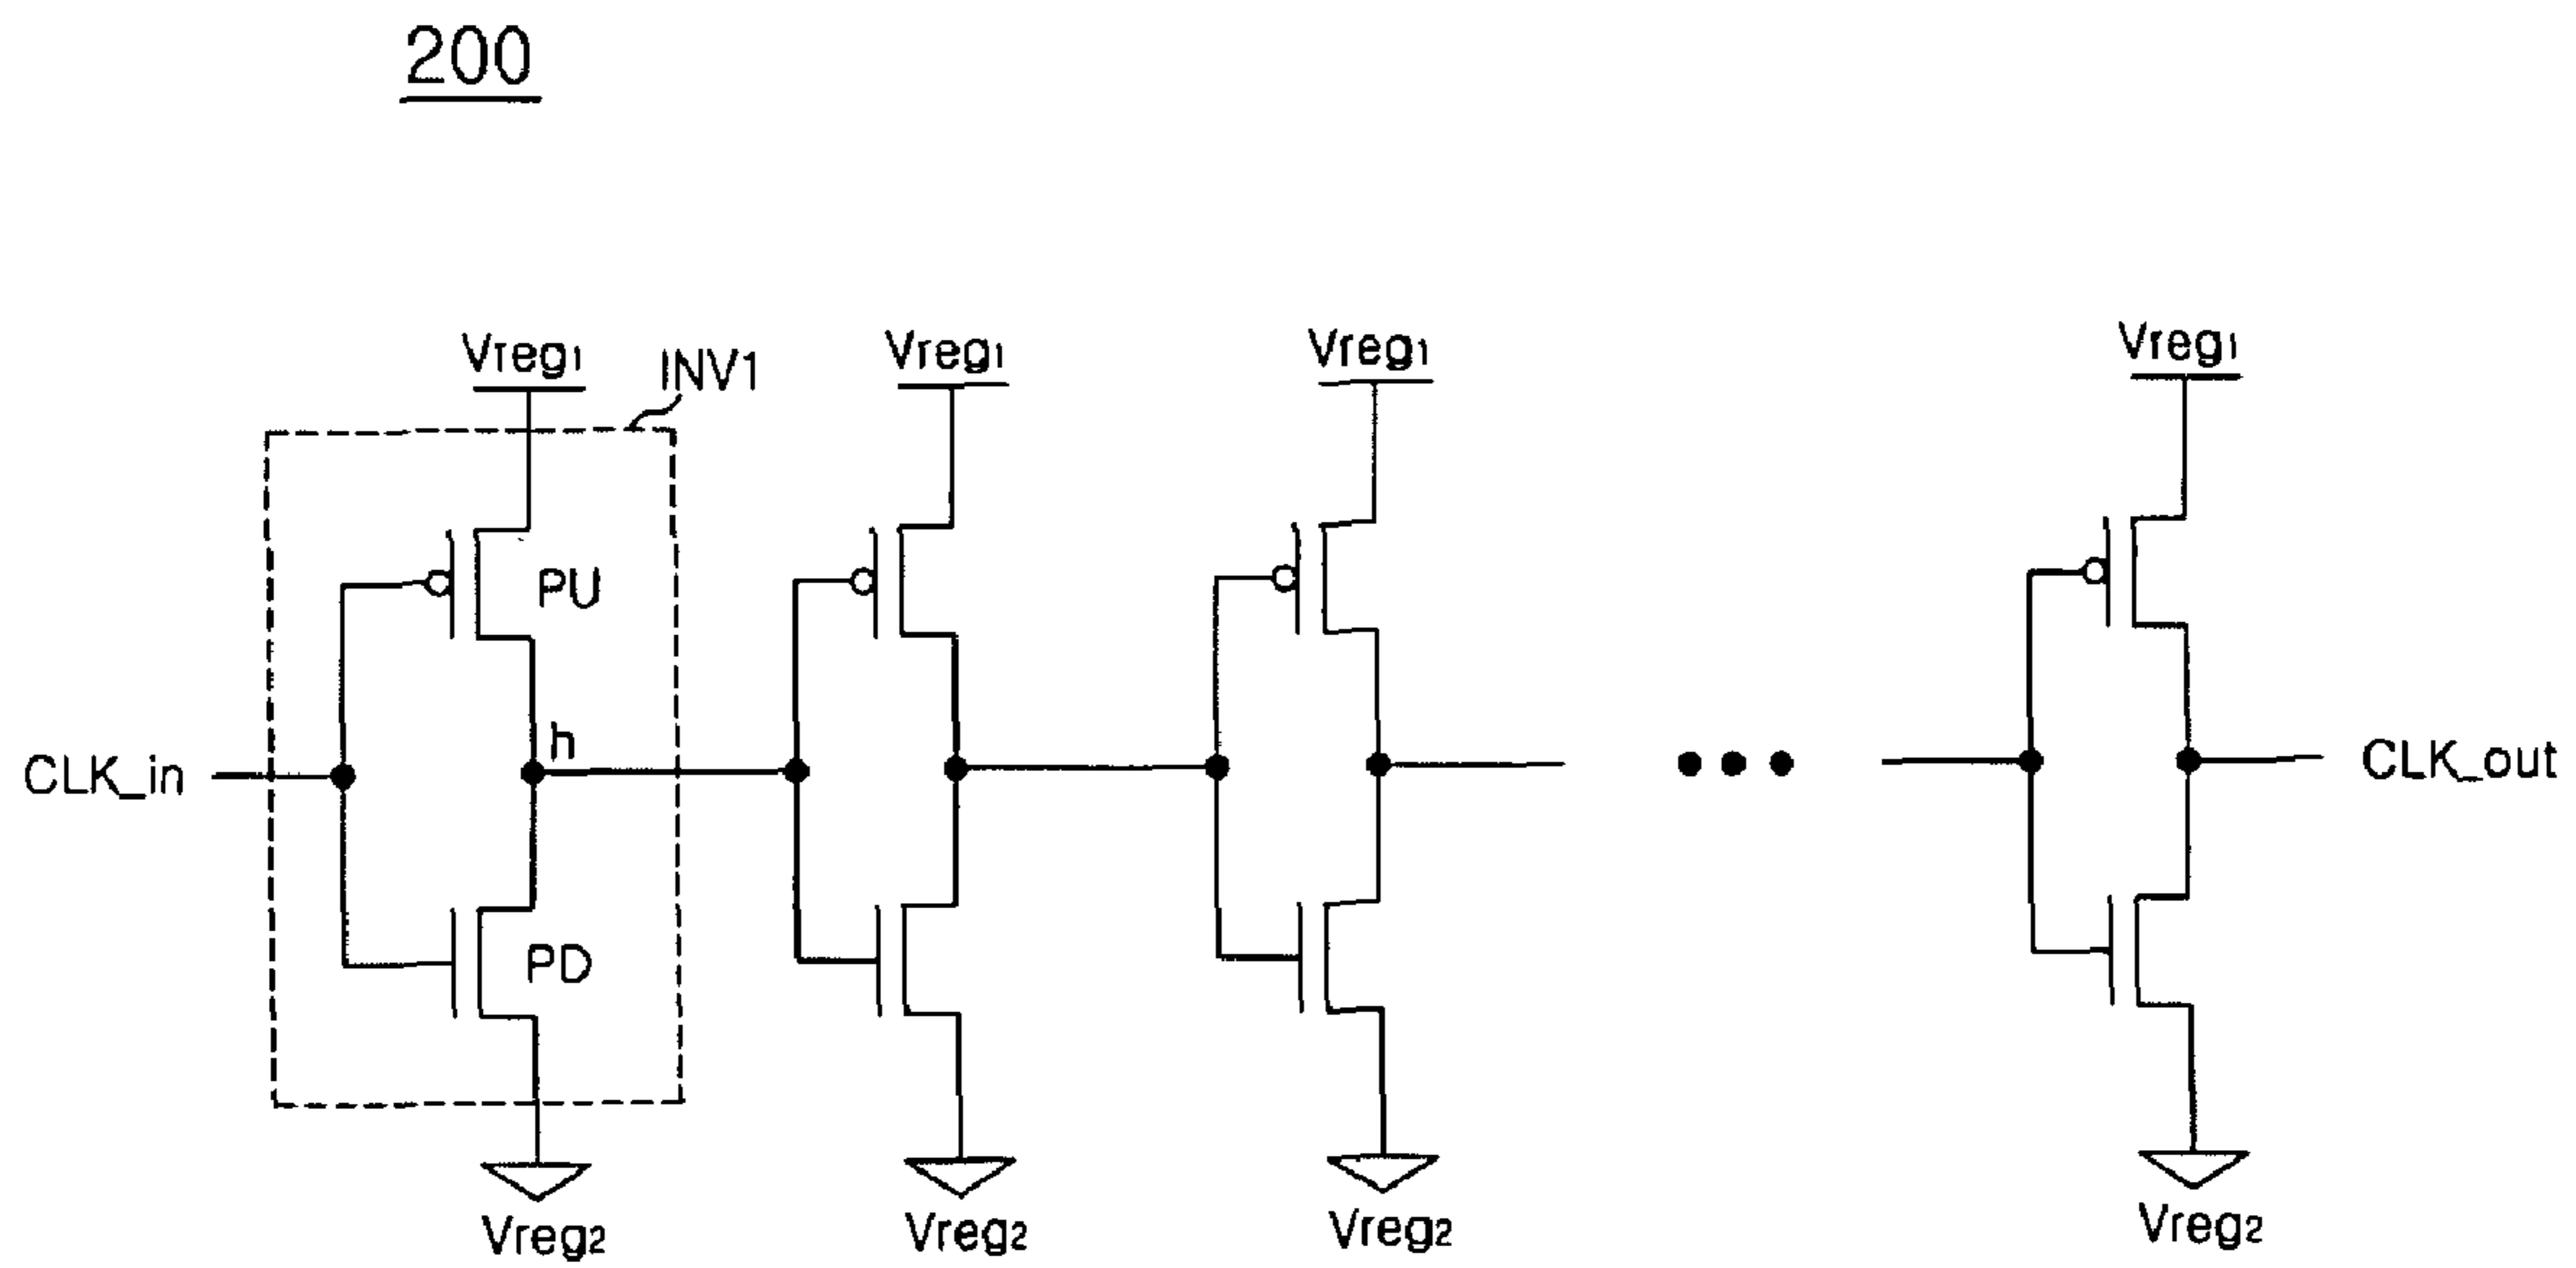 200
Vreg1
INV1
Vreg1
Vreg1
Vreg1
PU
h
CLK_in
CLK_out
PD
Vreg2
Vreg2
Vreg2
Vreg2